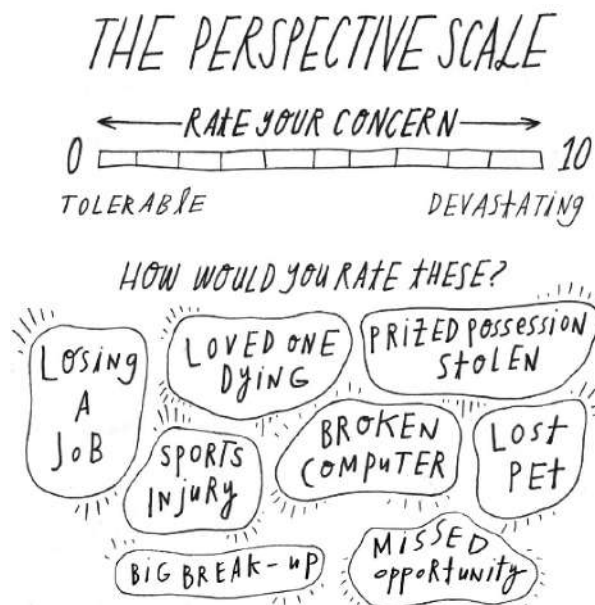 THE PERSPECTIVE SCALE
RATE YOUR CONCERN
0
10
TOLERABLE
DEVASTATING
HOW WOULD YOU RATE THESE?
LOSING
A
JOB
LOVED ONE
DYING
PRIZED POSSESSION
STOLEN
SPORTS
INJURY
BROKEN
COMPUTER
LOST
PET
BIG BREAK-UP
MISSED
OPPORTUNITY